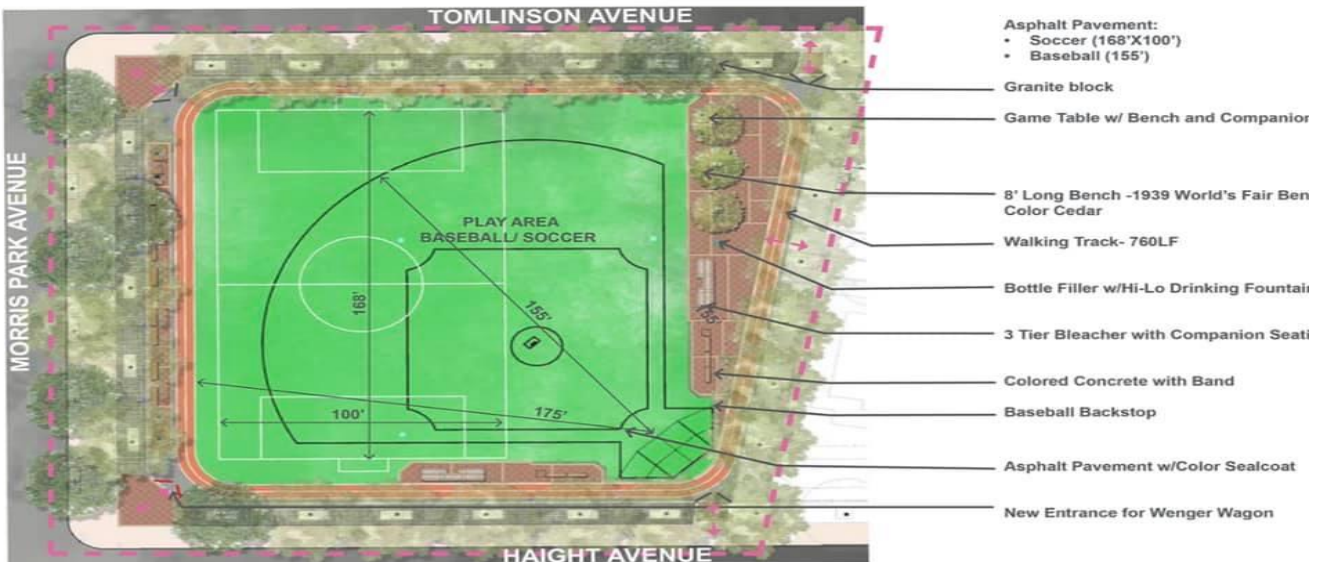 TOMLINSON AVENUE
MORRIS PARK AVENUE
PLAY AREA
BASEBALL/ SOCCER
168'
155'
155'
100'
175'
HAIGHT AVENUE
Asphalt Pavement:
• Soccer (168'X100')
• Baseball (155')
Granite block
Game Table w/ Bench and Companion
8' Long Bench -1939 World's Fair Ben
Color Cedar
Walking Track- 760LF
Bottle Filler w/Hi-Lo Drinking Fountai
3 Tier Bleacher with Companion Seati
Colored Concrete with Band
Baseball Backstop
Asphalt Pavement w/Color Sealcoat
New Entrance for Wenger Wagon